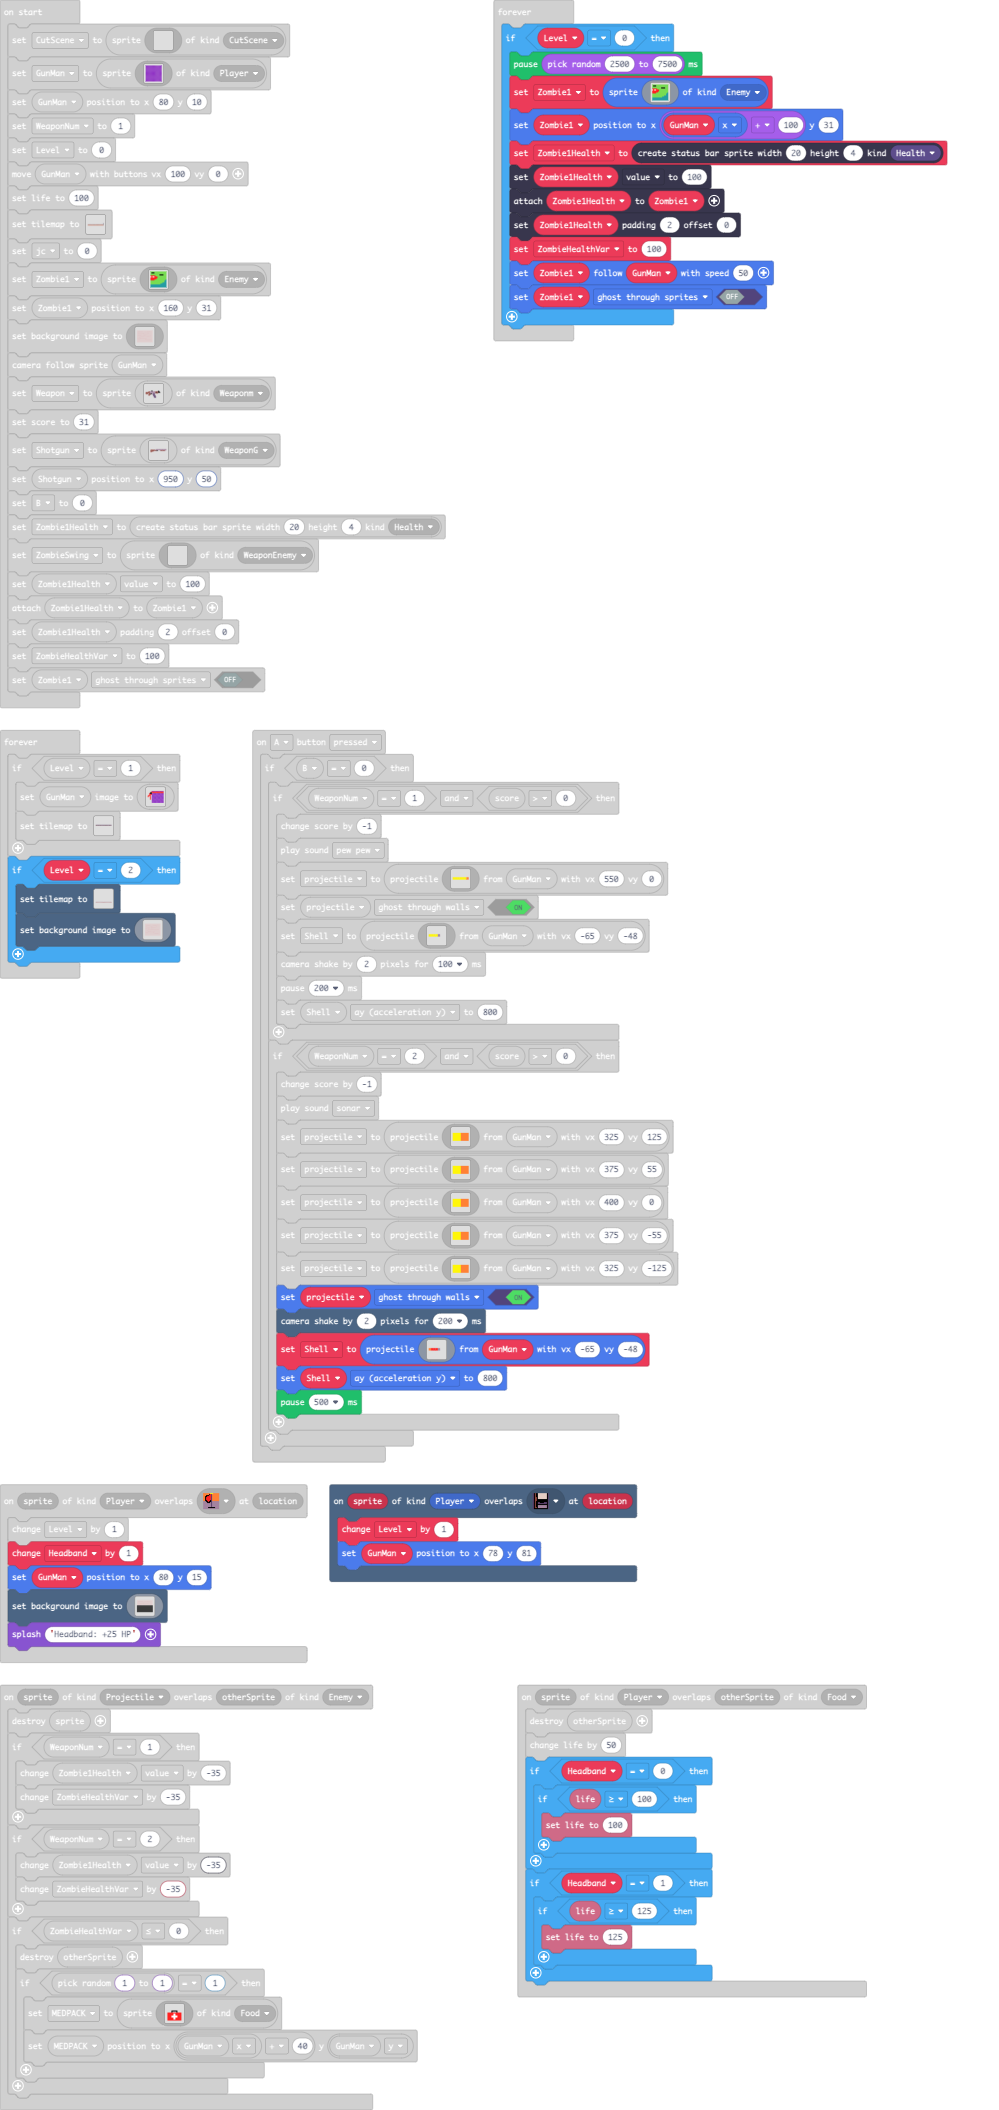 on start
set CutScene to sprite of kind CutScene
set GunMan to sprite of kind Player
set GunMan position to x 80 y 10
set WeaponNum to 1
set Level to 0
move GunMan with buttons vx 100 vy 0
set life to 100
set tilemap to
set jc to 0
set Zombie1 to sprite of kind Enemy
set Zombie1 position to x 160 y 31
set background image to
camera follow sprite GunMan
set Weapon to sprite of kind Weaponm
set score to 31
set Shotgun to sprite of kind WeaponG
set Shotgun position to x 950 y 50
set B to 0
set Zombie1Health to create status bar sprite width 20 height 4 kind Health
set ZombieSwing to sprite of kind WeaponEnemy
set Zombie1Health value to 100
attach Zombie1Health to Zombie1
set Zombie1Health padding 2 offset 0
set ZombieHealthVar to 100
set Zombie1 ghost through sprites OFF
forever
if Level = 0 then
pause pick random 2500 to 7500 ms
set Zombie1 to sprite of kind Enemy
set Zombie1 position to x GunMan x + 100 y 31
set Zombie1Health to create status bar sprite width 20 height 4 kind Health
set Zombie1Health value to 100
attach Zombie1Health to Zombie1
set Zombie1Health padding 2 offset 0
set ZombieHealthVar to 100
set Zombie1 follow GunMan with speed 50
set Zombie1 ghost through sprites OFF
forever
if Level = 1 then
set GunMan image to
set tilemap to
if Level = 2 then
set tilemap to
set background image to
on A button pressed
if B = 0 then
if WeaponNum = 1 and score > 0 then
change score by -1
play sound pew pew
set projectile to projectile from GunMan with vx 550 vy 0
set projectile ghost through walls ON
set Shell to projectile from GunMan with vx -65 vy -48
camera shake by 2 pixels for 100 ms
pause 200 ms
set Shell ay (acceleration y) to 800
if WeaponNum = 2 and score > 0 then
change score by -1
play sound sonar
set projectile to projectile from GunMan with vx 325 vy 125
set projectile to projectile from GunMan with vx 375 vy 55
set projectile to projectile from GunMan with vx 400 vy 0
set projectile to projectile from GunMan with vx 375 vy -55
set projectile to projectile from GunMan with vx 325 vy -125
set projectile ghost through walls ON
camera shake by 2 pixels for 200 ms
set Shell to projectile from GunMan with vx -65 vy -48
set Shell ay (acceleration y) to 800
pause 500 ms
on sprite of kind Player overlaps at location
change Level by 1
change Headband by 1
set GunMan position to x 80 y 15
set background image to
splash "Headband: +25 HP"
on sprite of kind Player overlaps at location
change Level by 1
set GunMan position to x 78 y 81
on sprite of kind Projectile overlaps otherSprite of kind Enemy
destroy sprite
if WeaponNum = 1 then
change Zombie1Health value by -35
change ZombieHealthVar by -35
if WeaponNum = 2 then
change Zombie1Health value by -35
change ZombieHealthVar by -35
if ZombieHealthVar ≤ 0 then
destroy otherSprite
if pick random 1 to 1 = 1 then
set MEDPACK to sprite of kind Food
set MEDPACK position to x GunMan x + 40 y GunMan y
on sprite of kind Player overlaps otherSprite of kind Food
destroy otherSprite
change life by 50
if Headband = 0 then
if life ≥ 100 then
set life to 100
if Headband = 1 then
if life ≥ 125 then
set life to 125